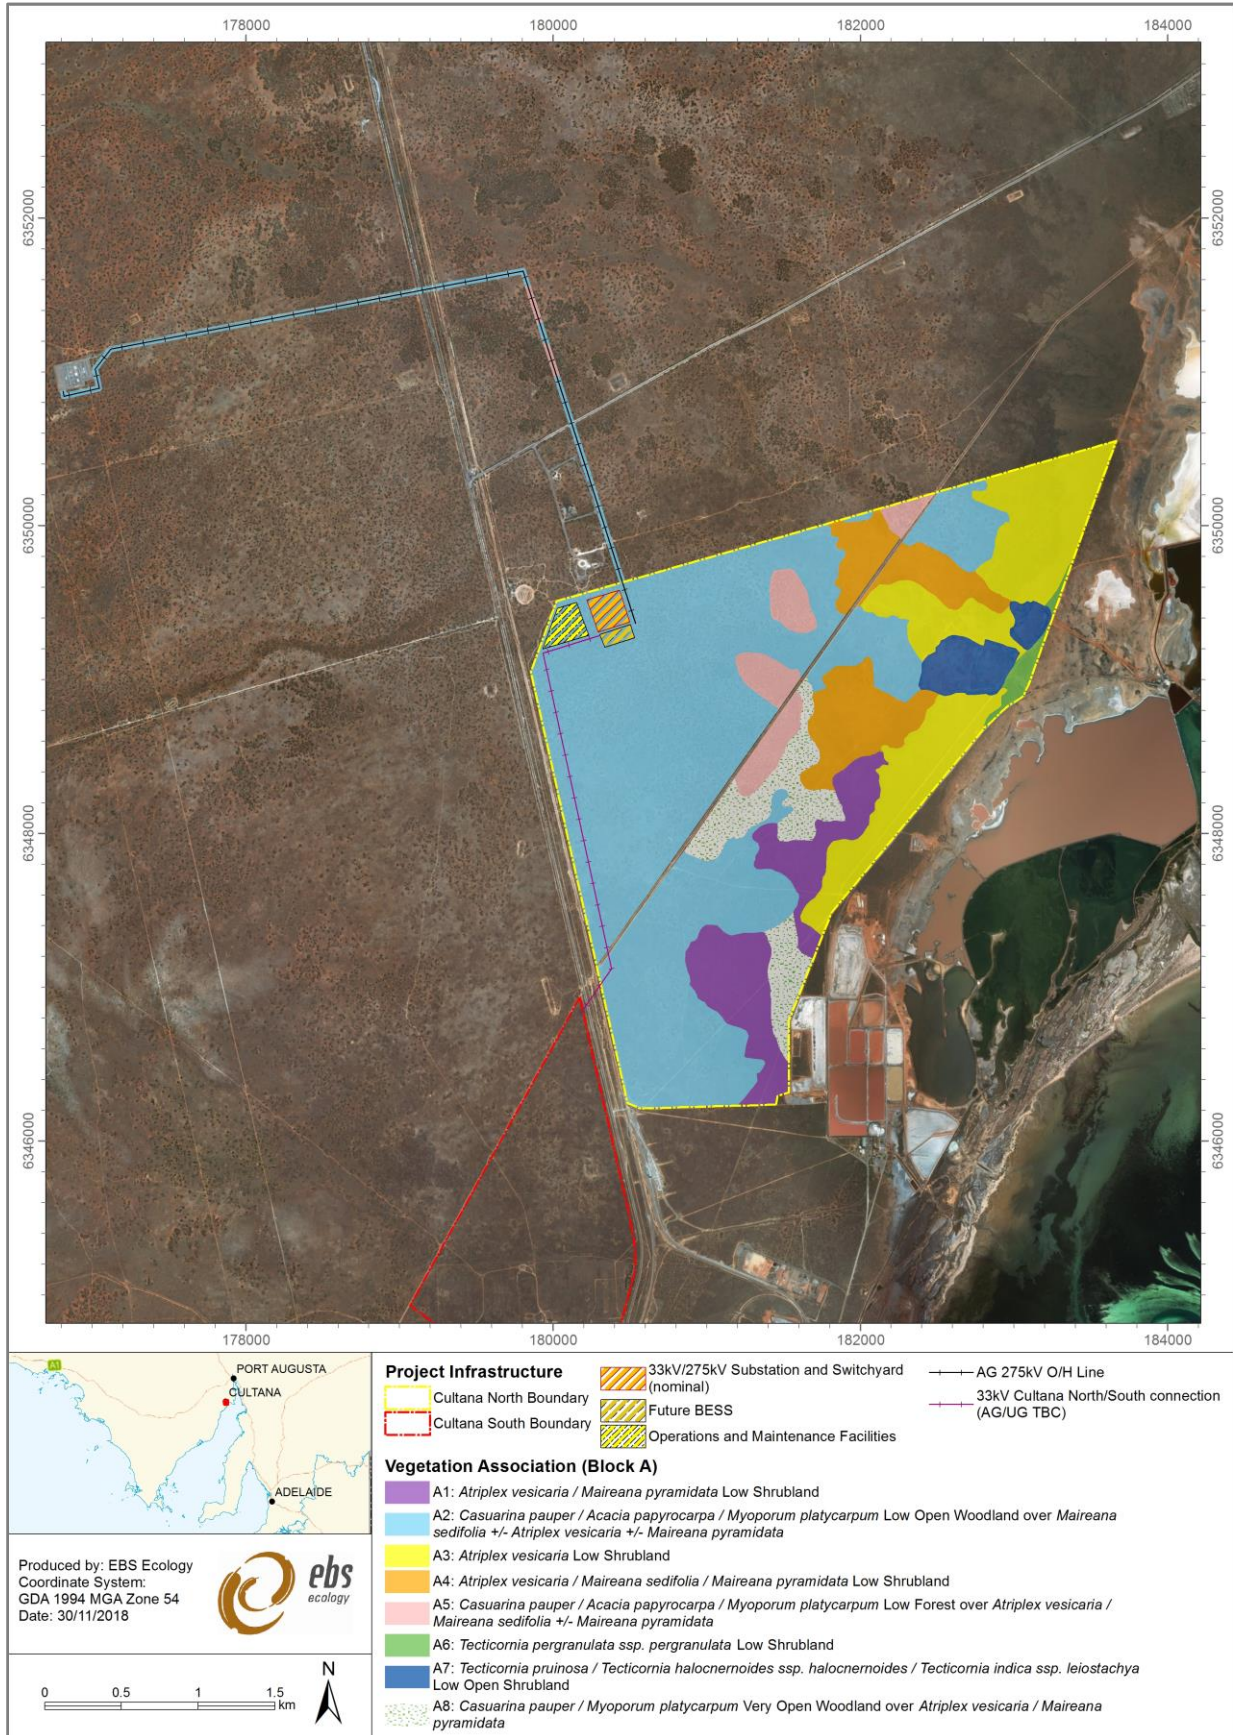 178000
180000
182000
184000
6352000
6352000
6350000
6350000
6348000
6348000
6346000
6346000
178000
180000
182000
184000
A1
PORT AUGUSTA
CULTANA
ADELAIDE
Produced by: EBS Ecology
Coordinate System:
GDA 1994 MGA Zone 54
Date: 30/11/2018
ebs
ecology
0 0.5 1 1.5
km
N
Project Infrastructure
Cultana North Boundary
Cultana South Boundary
33kV/275kV Substation and Switchyard
(nominal)
Future BESS
Operations and Maintenance Facilities
AG 275kV O/H Line
33kV Cultana North/South connection
(AG/UG TBC)
Vegetation Association (Block A)
A1: Atriplex vesicaria / Maireana pyramidata Low Shrubland
A2: Casuarina pauper / Acacia papyrocarpa / Myoporum platycarpum Low Open Woodland over Maireana
sedifolia +/- Atriplex vesicaria +/- Maireana pyramidata
A3: Atriplex vesicaria Low Shrubland
A4: Atriplex vesicaria / Maireana sedifolia / Maireana pyramidata Low Shrubland
A5: Casuarina pauper / Acacia papyrocarpa / Myoporum platycarpum Low Forest over Atriplex vesicaria /
Maireana sedifolia +/- Maireana pyramidata
A6: Tecticornia pergranulata ssp. pergranulata Low Shrubland
A7: Tecticornia pruinosa / Tecticornia halocnernoides ssp. halocnernoides / Tecticornia indica ssp. leiostachya
Low Open Shrubland
A8: Casuarina pauper / Myoporum platycarpum Very Open Woodland over Atriplex vesicaria / Maireana
pyramidata